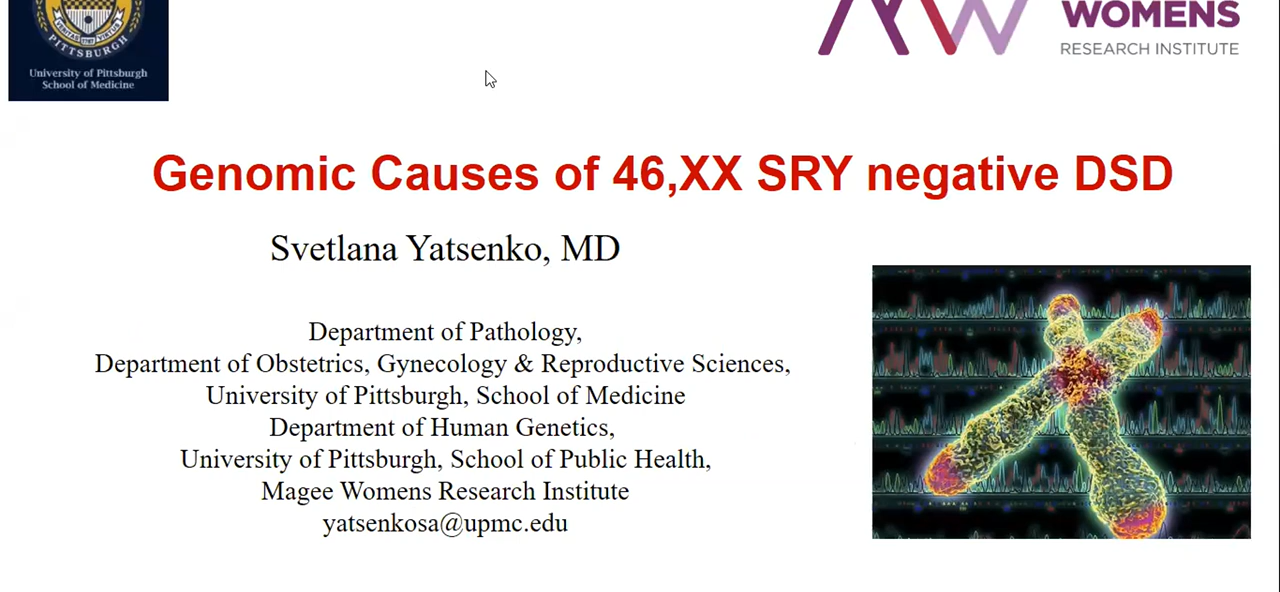 PITTSBURGH
University of Pittsburgh
School of Medicine
WOMENS
RESEARCH INSTITUTE
Genomic Causes of 46,XX SRY negative DSD
Svetlana Yatsenko, MD
Department of Pathology,
Department of Obstetrics, Gynecology & Reproductive Sciences,
University of Pittsburgh, School of Medicine
Department of Human Genetics,
University of Pittsburgh, School of Public Health,
Magee Womens Research Institute
yatsenkosa@upmc.edu